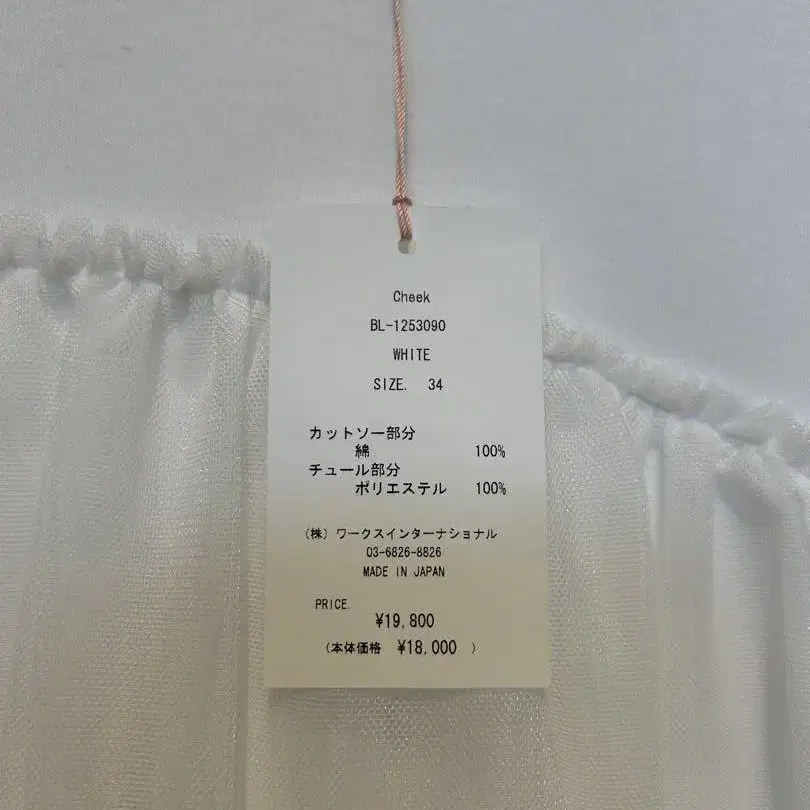 Cheek
BL-1253090
WHITE
SIZE. 34
カットソー部分
綿 100%
チュール部分
ポリエステル 100%
(株) ワークスインターナショナル
03-6826-8826
MADE IN JAPAN
PRICE.
¥19,800
(本体価格 ¥18,000 )